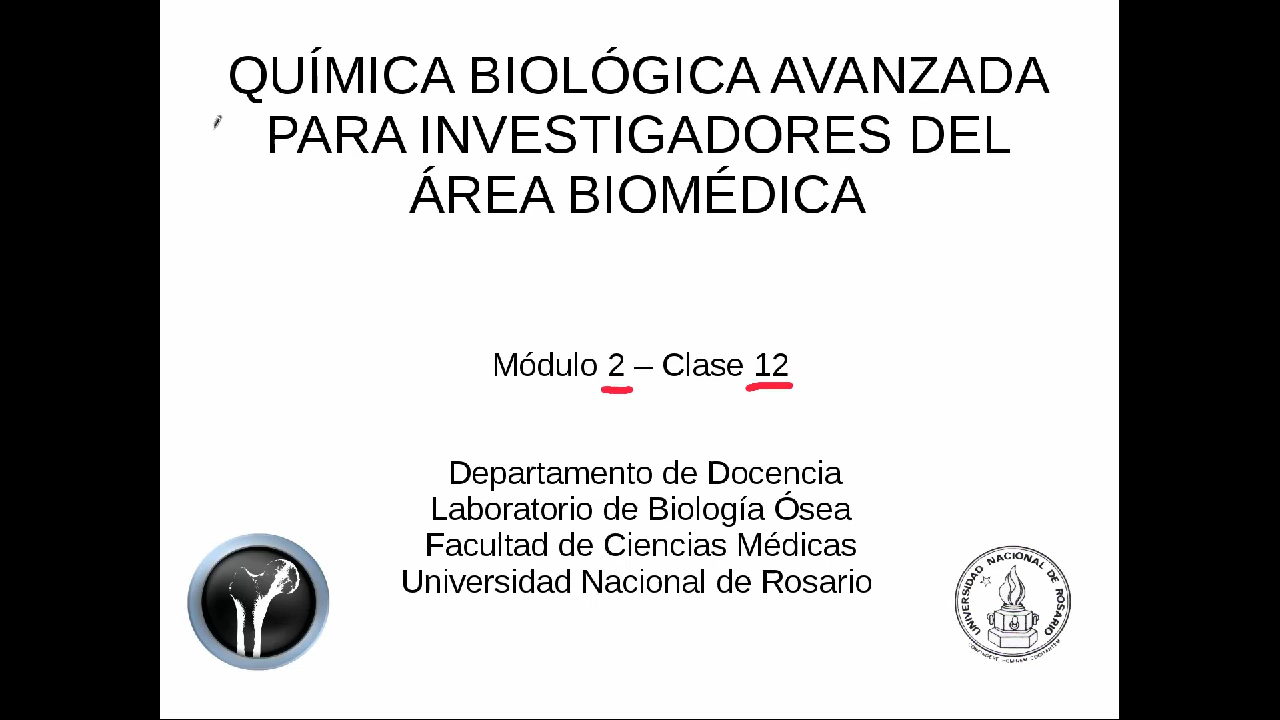 QUÍMICA BIOLÓGICA AVANZADA
PARA INVESTIGADORES DEL
ÁREA BIOMÉDICA
Módulo 2 – Clase 12
Departamento de Docencia
Laboratorio de Biología Ósea
Facultad de Ciencias Médicas
Universidad Nacional de Rosario
UNIVERSIDAD NACIONAL DE ROSARIO